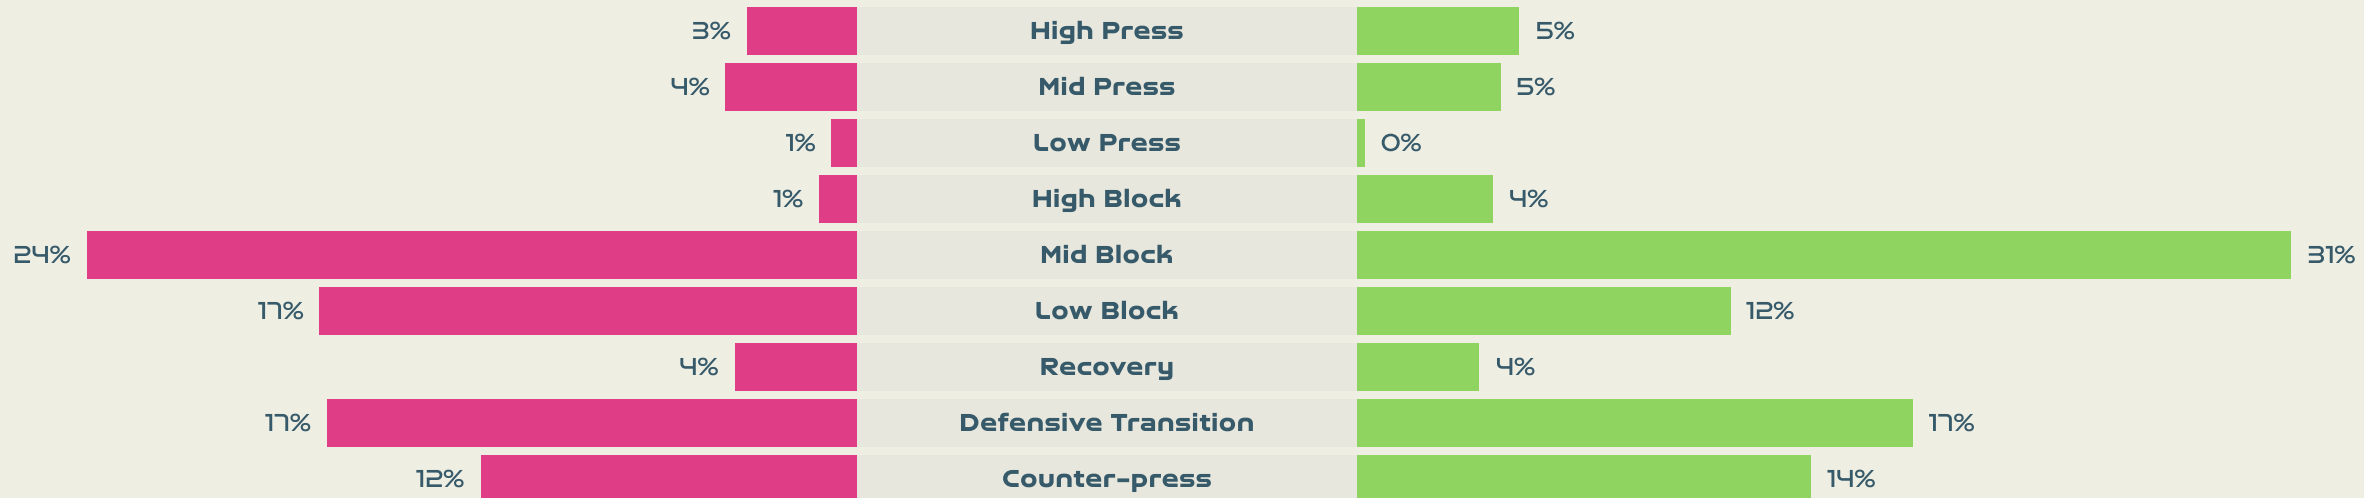 3% High Press 5%
4% Mid Press 5%
1% Low Press 0%
1% High Block 4%
24% Mid Block 31%
17% Low Block 12%
4% Recovery 4%
17% Defensive Transition 17%
12% Counter-press 14%